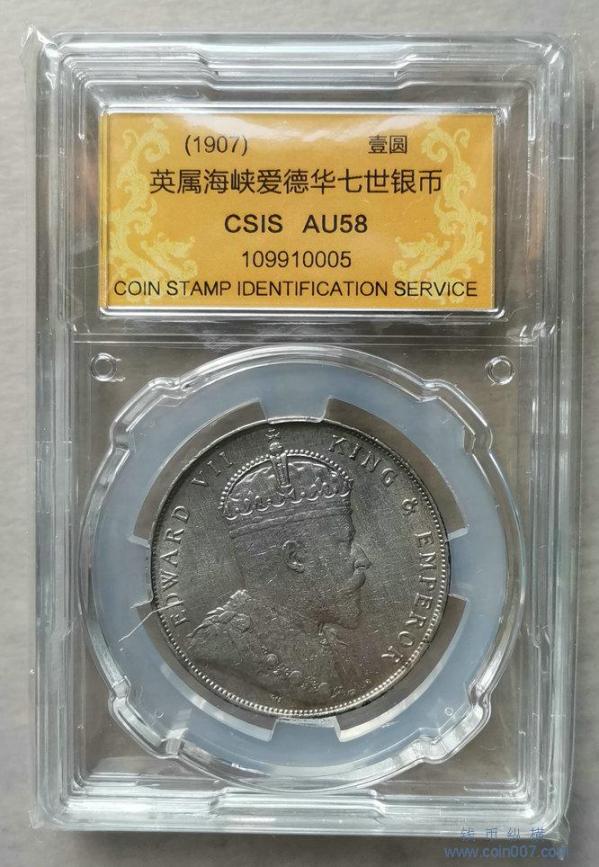 (1907) 壹圆
英属海峡爱德华七世银币
CSIS AU58
109910005
COIN STAMP IDENTIFICATION SERVICE
EDWARD VII KING & EMPEROR
钱币纵横
www.coin007.com